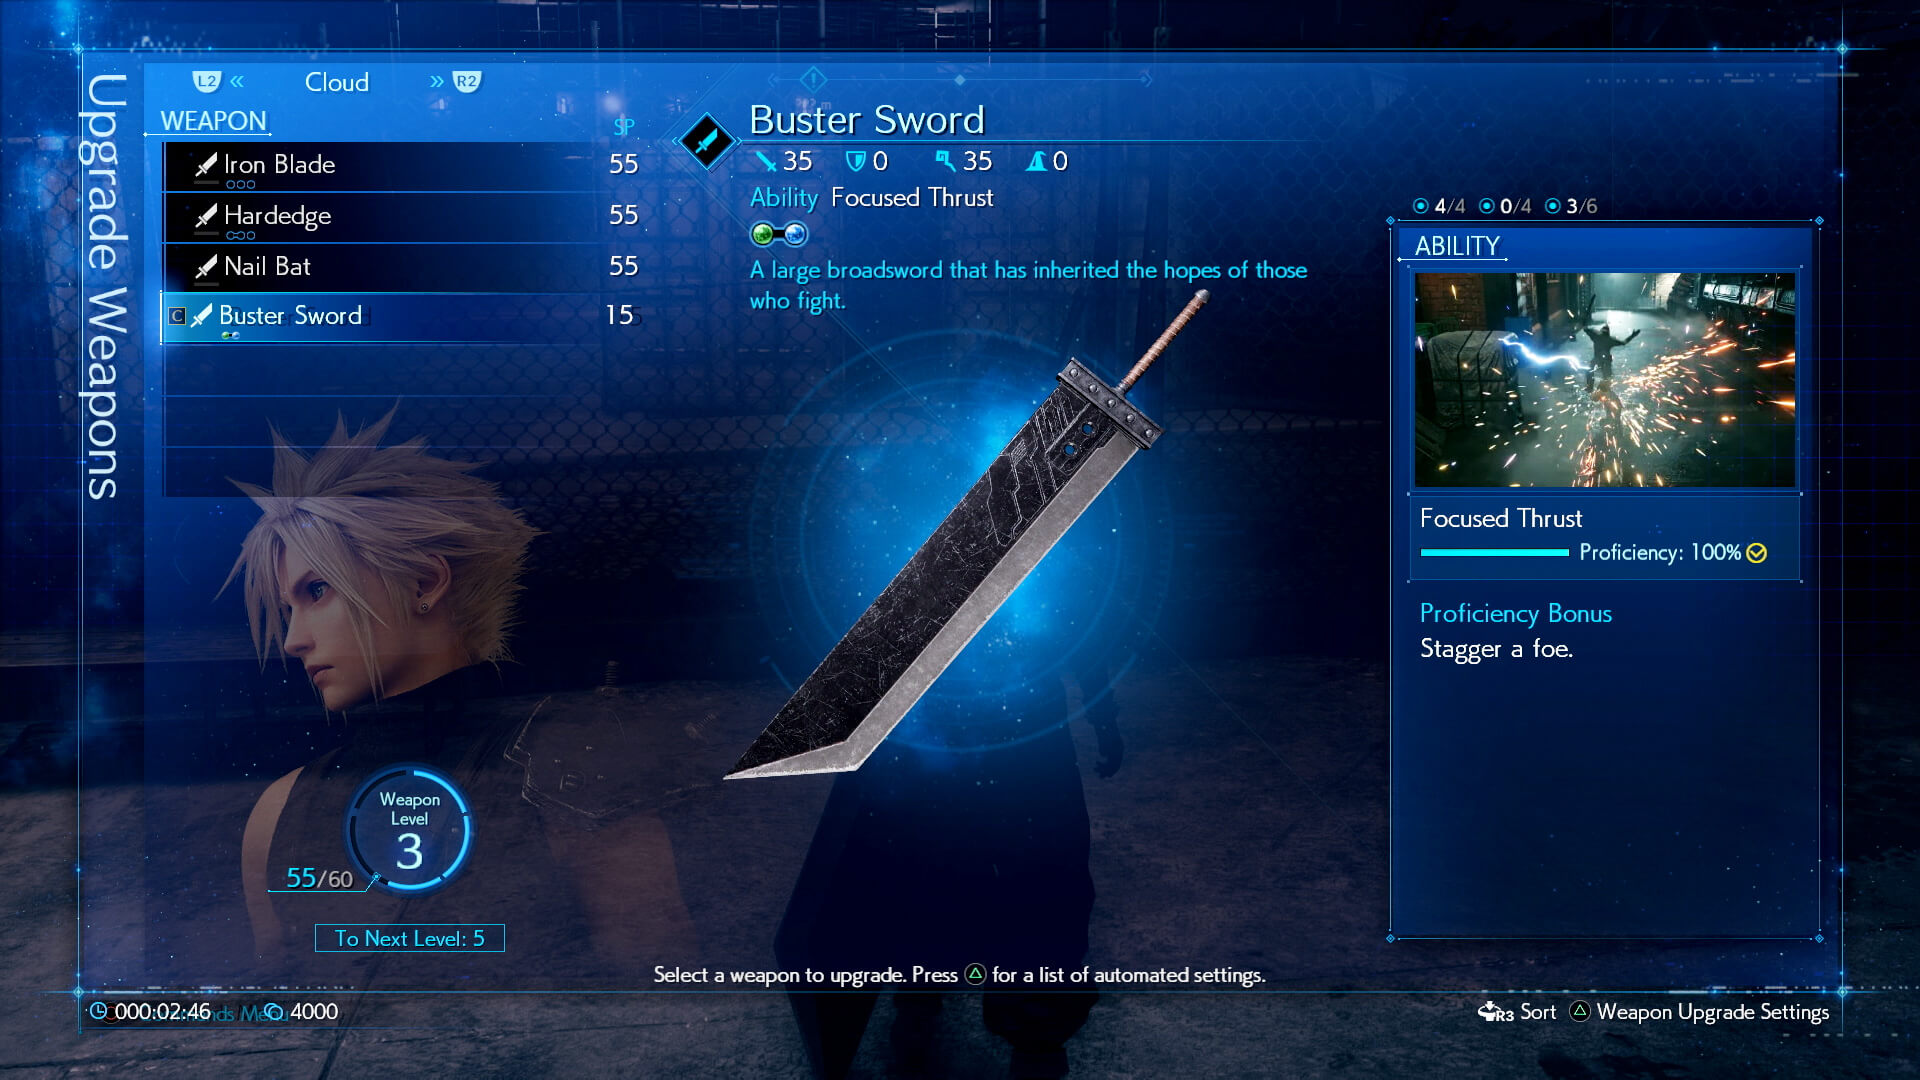 Upgrade Weapons
L2 « Cloud » R2
WEAPON
SP
Iron Blade 55
Hardedge 55
Nail Bat 55
C Buster Sword 15
Buster Sword
35 0 35 0
Ability Focused Thrust
A large broadsword that has inherited the hopes of those
who fight.
4/4 0/4 3/6
ABILITY
Focused Thrust
Proficiency: 100%
Proficiency Bonus
Stagger a foe.
Weapon
Level
3
55/60
To Next Level: 5
Select a weapon to upgrade. Press △ for a list of automated settings.
000:02:46 4000
R3 Sort △ Weapon Upgrade Settings